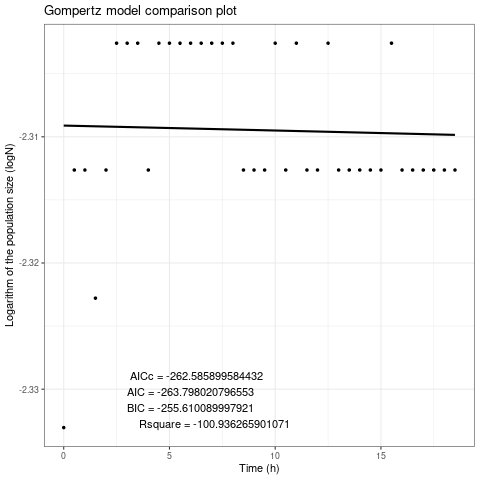 Gompertz model comparison plot
Logarithm of the population size (logN)
-2.31
-2.32
-2.33
AICc = -262.585899584432
AIC = -263.798020796553
BIC = -255.610089997921
Rsquare = -100.936265901071
0 5 10 15
Time (h)